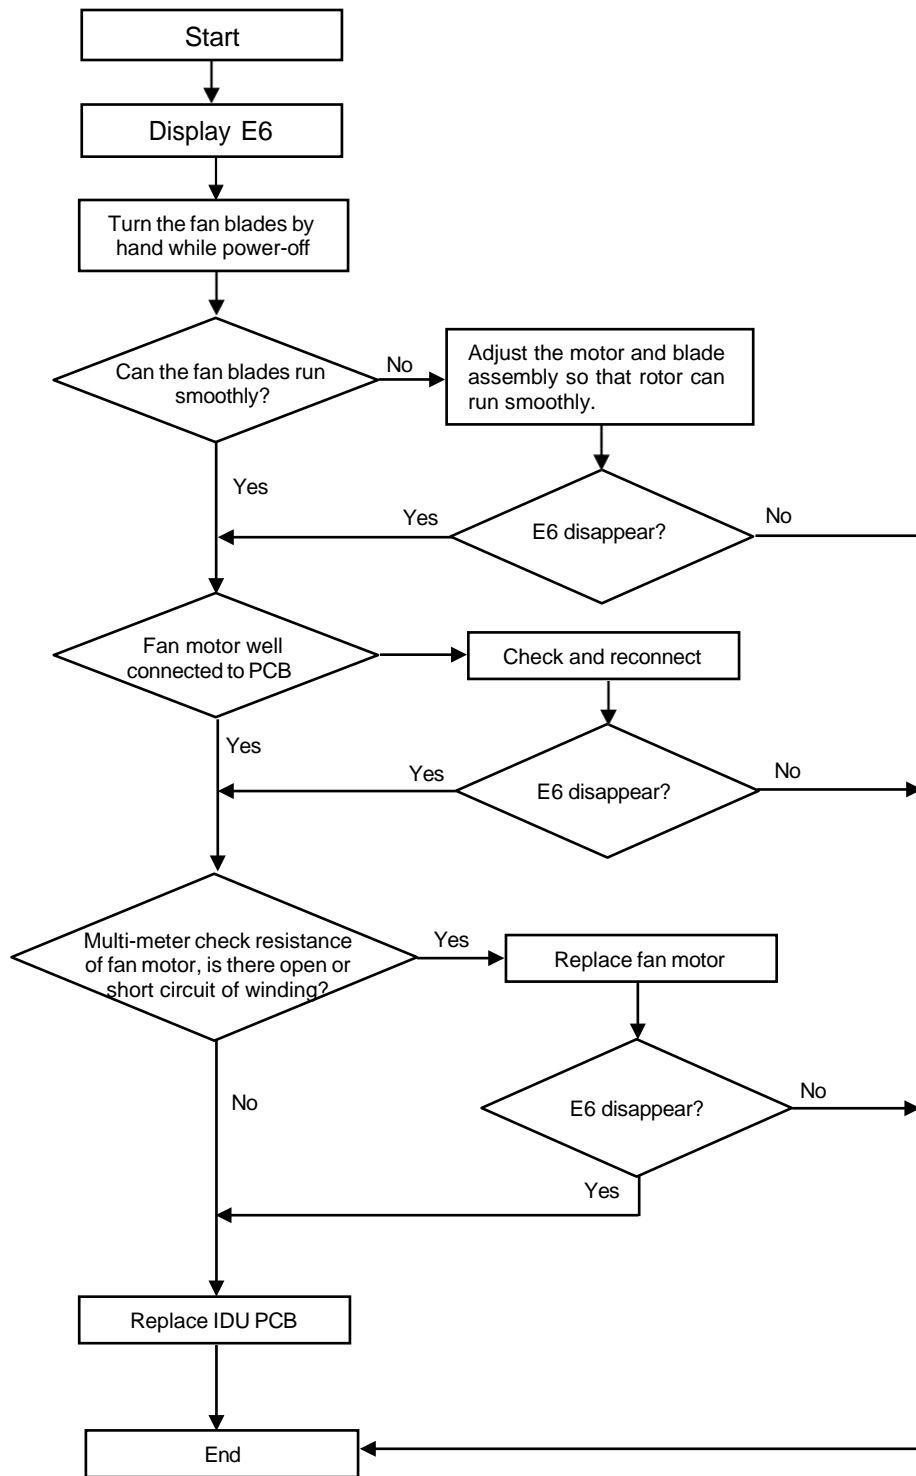 Start
Display E6
Turn the fan blades by
hand while power-off
Can the fan blades run
smoothly?
No
Adjust the motor and blade
assembly so that rotor can
run smoothly.
Yes
Yes
E6 disappear?
No
Fan motor well
connected to PCB
Check and reconnect
Yes
Yes
E6 disappear?
No
Multi-meter check resistance
of fan motor, is there open or
short circuit of winding?
Yes
Replace fan motor
No
E6 disappear?
No
Yes
Replace IDU PCB
End